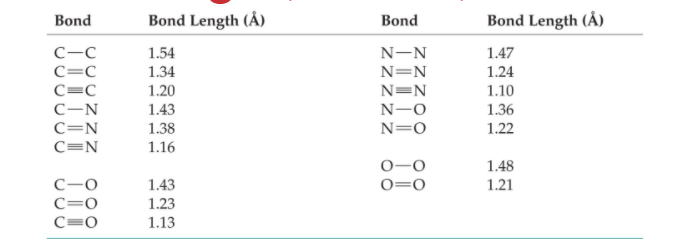 Bond Bond Length (Å) Bond Bond Length (Å)
C—C 1.54 N—N 1.47
C=C 1.34 N=N 1.24
C≡C 1.20 N≡N 1.10
C—N 1.43 N—O 1.36
C=N 1.38 N=O 1.22
C≡N 1.16
O—O 1.48
C—O 1.43 O=O 1.21
C=O 1.23
C≡O 1.13